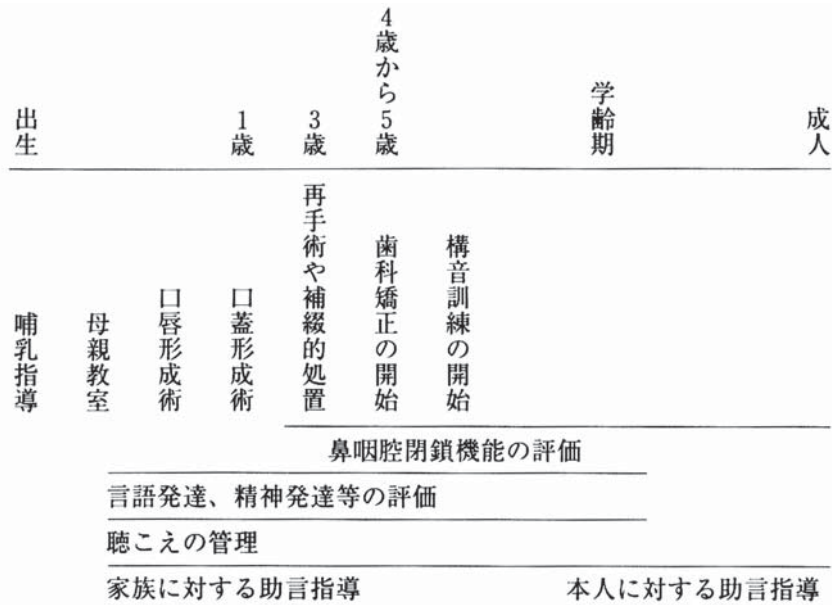 出生
1歳
3歳
4歳から5歳
学齢期
成人
哺乳指導
母親教室
口唇形成術
口蓋形成術
再手術や補綴的処置
歯科矯正の開始
構音訓練の開始
鼻咽腔閉鎖機能の評価
言語発達、精神発達等の評価
聴こえの管理
家族に対する助言指導
本人に対する助言指導